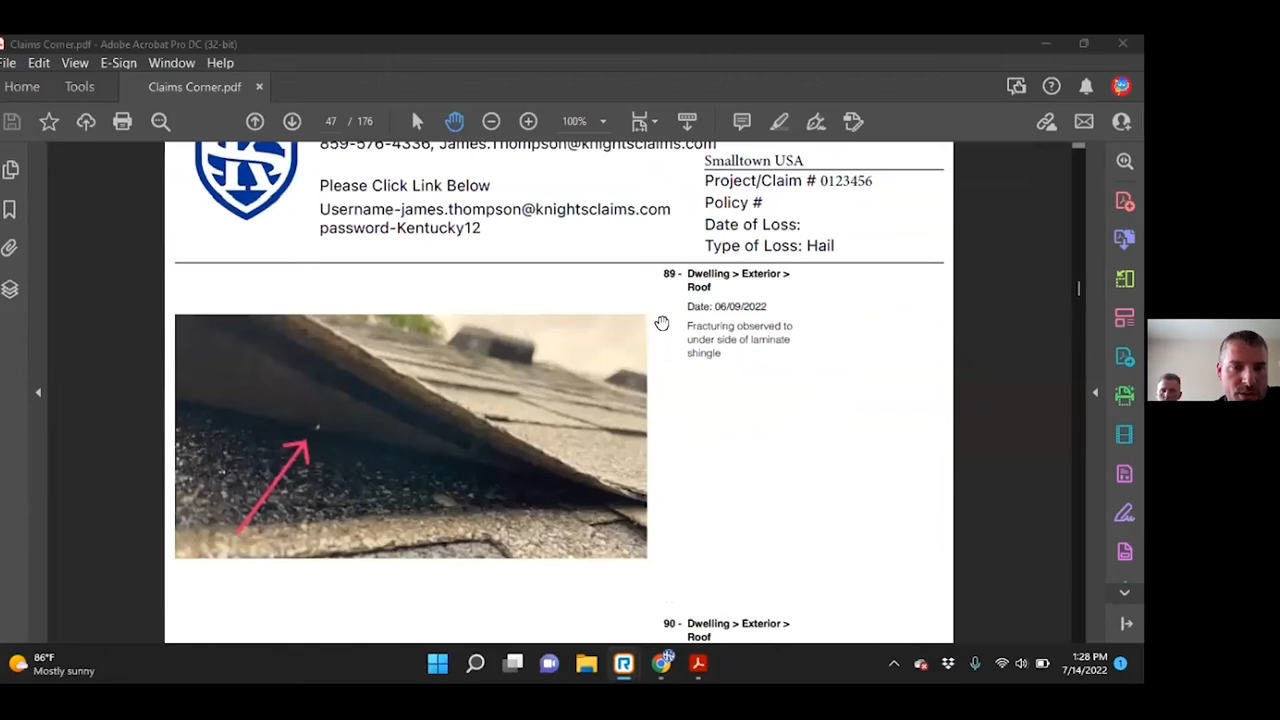 Claims Corner.pdf - Adobe Acrobat Pro DC (32-bit)
File Edit View E-Sign Window Help
Home Tools Claims Corner.pdf
47 / 176 100%
859-576-4336, James.Thompson@knightsclaims.com
Smalltown USA
Please Click Link Below
Project/Claim # 0123456
Username-james.thompson@knightsclaims.com
Policy #
password-Kentucky12
Date of Loss:
Type of Loss: Hail
89 - Dwelling > Exterior >
Roof
Date: 06/09/2022
Fracturing observed to
under side of laminate
shingle
90 - Dwelling > Exterior >
Roof
86°F
Mostly sunny
1:28 PM
7/14/2022
1